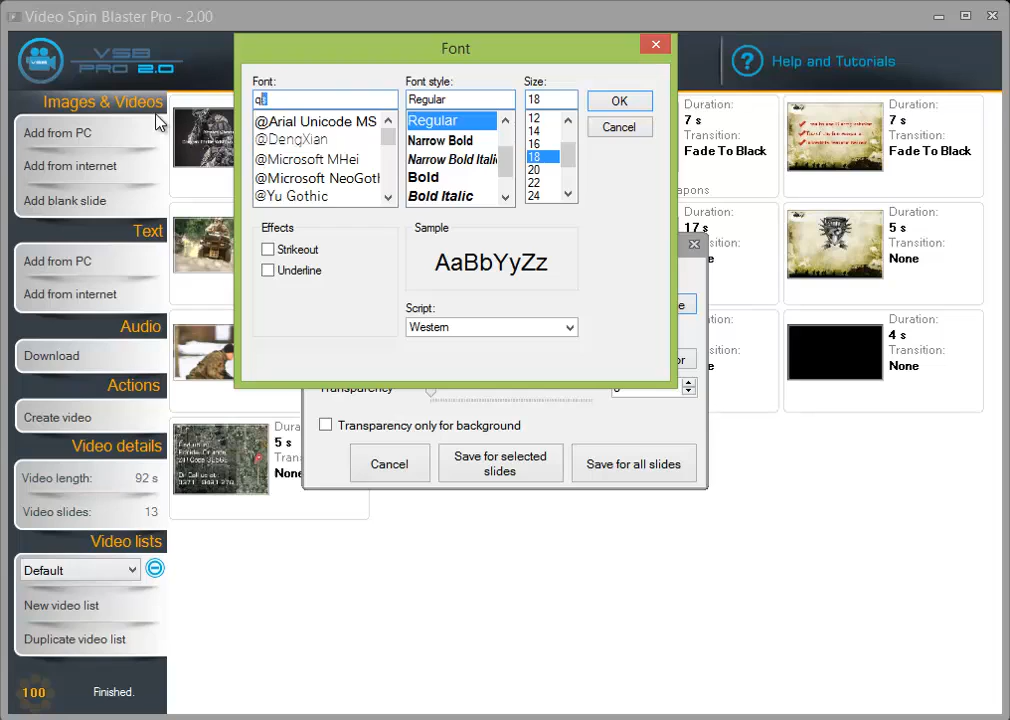 Video Spin Blaster Pro - 2.00
VSB
PRO 2.0
? Help and Tutorials
Images & Videos
Add from PC
Add from internet
Add blank slide
Text
Add from PC
Add from internet
Audio
Download
Actions
Create video
Video details
Video length: 92 s
Video slides: 13
Video lists
Default
New video list
Duplicate video list
100 Finished.
Font
Font:
@Arial Unicode MS
@DengXian
@Microsoft MHei
@Microsoft NeoGoth
@Yu Gothic
Font style:
Regular
Regular
Narrow Bold
Narrow Bold Itali
Bold
Bold Italic
Size:
18
12
14
16
18
20
22
24
OK
Cancel
Effects
Strikeout
Underline
Sample
AaBbYyZz
Script:
Western
Duration:
7 s
Transition:
Fade To Black
Duration:
7 s
Transition:
Fade To Black
17 s
Duration:
5 s
Transition:
None
Duration:
4 s
Transition:
None
5 s
None
Transparency
Transparency only for background
Cancel
Save for selected
slides
Save for all slides